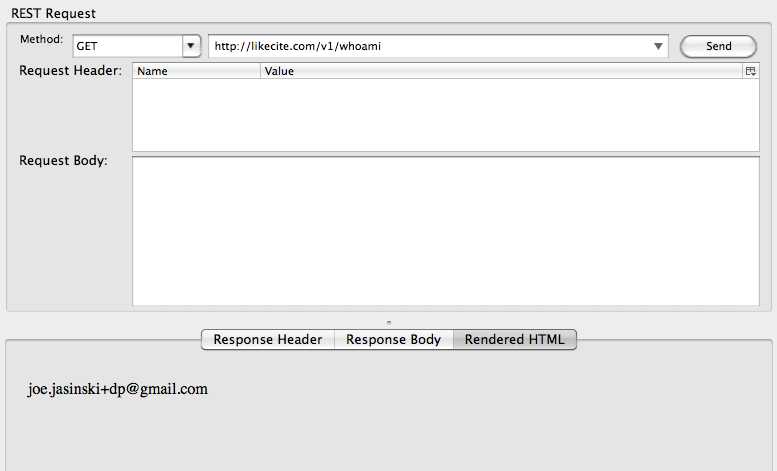 REST Request
Method: GET http://likecite.com/v1/whoami Send
Request Header: Name Value
Request Body:
Response Header Response Body Rendered HTML
joe.jasinski+dp@gmail.com